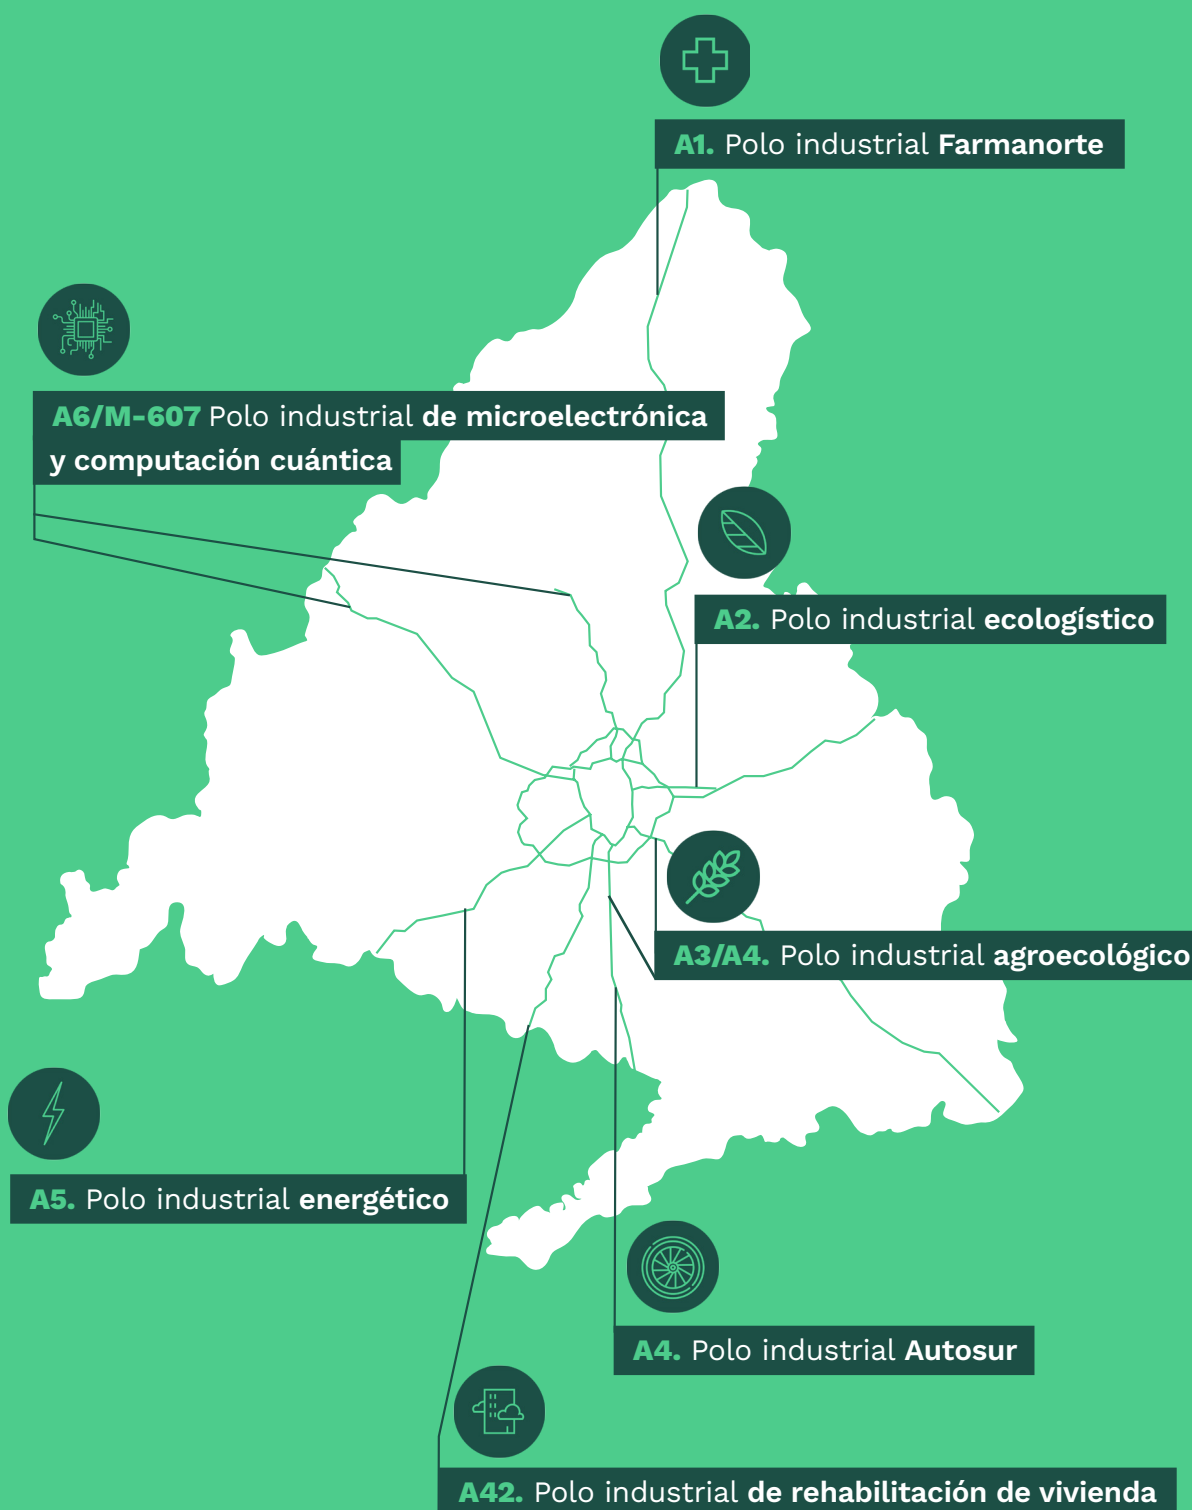 A1. Polo industrial Farmanorte
A6/M-607 Polo industrial de microelectrónica
y computación cuántica
A2. Polo industrial ecologístico
A3/A4. Polo industrial agroecológico
A5. Polo industrial energético
A4. Polo industrial Autosur
A42. Polo industrial de rehabilitación de vivienda